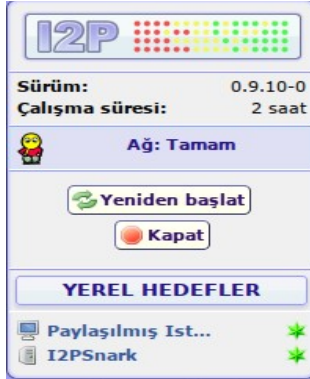 I2P
Sürüm: 0.9.10-0
Çalışma süresi: 2 saat
Ağ: Tamam
Yeniden başlat
Kapat
YEREL HEDEFLER
Paylaşılmış Ist...
I2PSnark